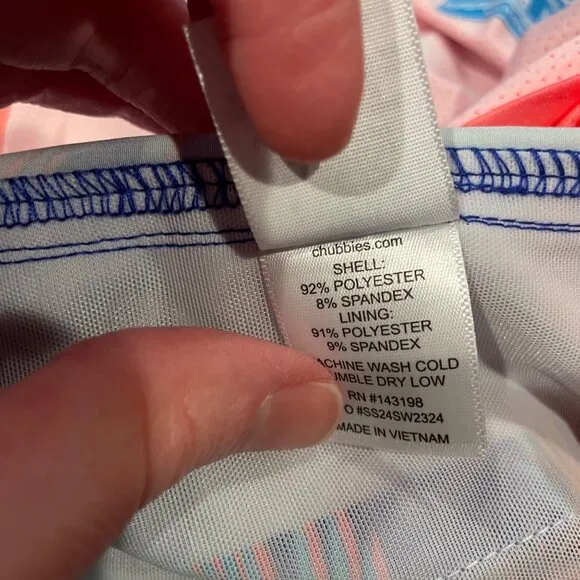 chubbies.com
SHELL:
92% POLYESTER
8% SPANDEX
LINING:
91% POLYESTER
9% SPANDEX
WASH COLD
DRY LOW
RN #143198
#SS24SW2324
MADE IN VIETNAM